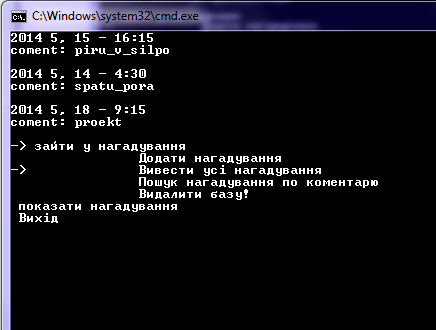 C:\Windows\system32\cmd.exe
2014 5, 15 - 16:15
coment: piru_v_silpo
2014 5, 14 - 4:30
coment: spatu_pora
2014 5, 18 - 9:15
coment: proekt
-> зайти у нагадування
Додати нагадування
-> Вивести усі нагадування
Пошук нагадування по коментарю
Видалити базу!
показати нагадування
Вихід